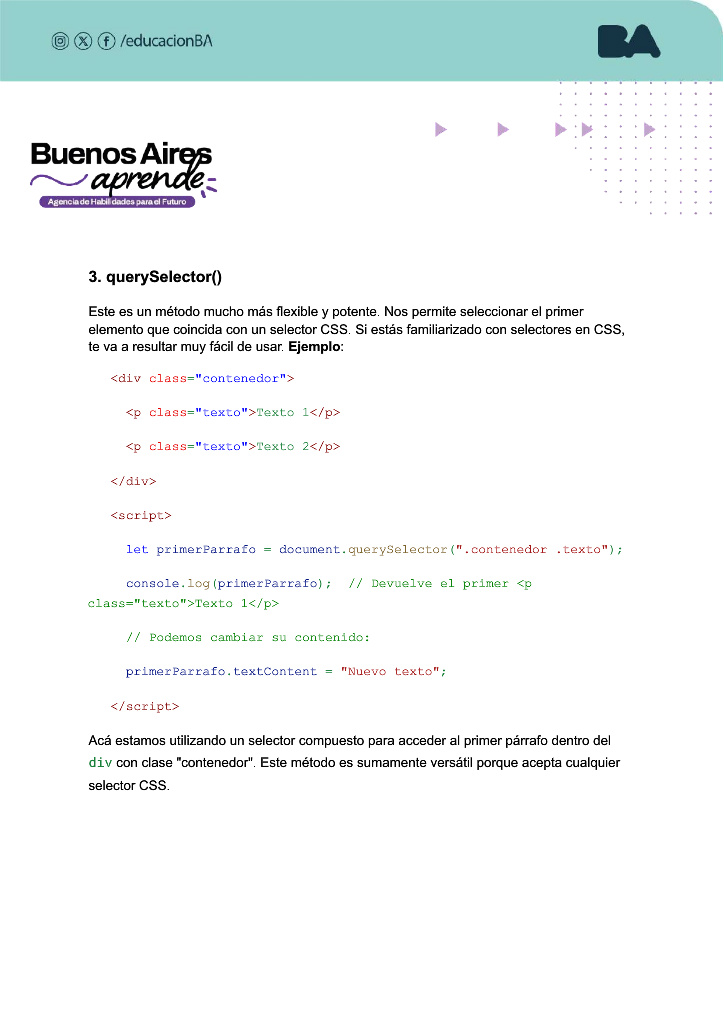 /educacionBA
BA
Buenos Aires
aprende
Agencia de Habilidades para el Futuro
3. querySelector()
Este es un método mucho más flexible y potente. Nos permite seleccionar el primer
elemento que coincida con un selector CSS. Si estás familiarizado con selectores en CSS,
te va a resultar muy fácil de usar. Ejemplo:
<div class="contenedor">
<p class="texto">Texto 1</p>
<p class="texto">Texto 2</p>
</div>
<script>
let primerParrafo = document.querySelector(".contenedor .texto");
console.log(primerParrafo);  // Devuelve el primer <p
class="texto">Texto 1</p>
// Podemos cambiar su contenido:
primerParrafo.textContent = "Nuevo texto";
</script>
Acá estamos utilizando un selector compuesto para acceder al primer párrafo dentro del
div con clase "contenedor". Este método es sumamente versátil porque acepta cualquier
selector CSS.